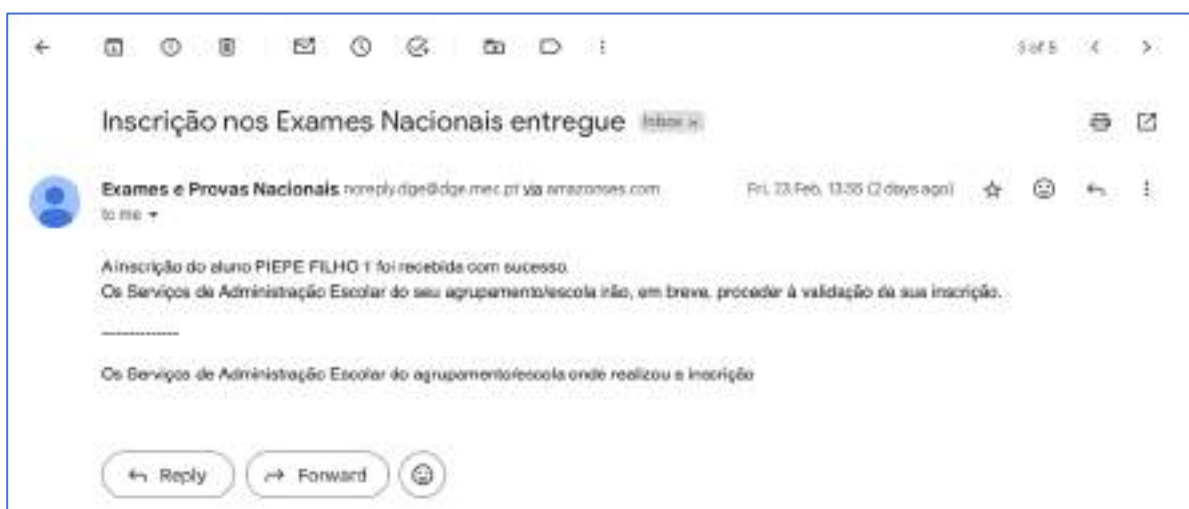 3 of 5
Inscrição nos Exames Nacionais entregue Inbox
Exames e Provas Nacionais noreply.dge@dge.mec.pt via amazonses.com Fri, 23 Feb, 13:55 (2 days ago)
to me
A inscrição do aluno PIEPE FILHO 1 foi recebida com sucesso.
Os Serviços de Administração Escolar do seu agrupamento/escola irão, em breve, proceder à validação da sua inscrição.
---------------
Os Serviços de Administração Escolar do agrupamento/escola onde realizou a inscrição
Reply Forward